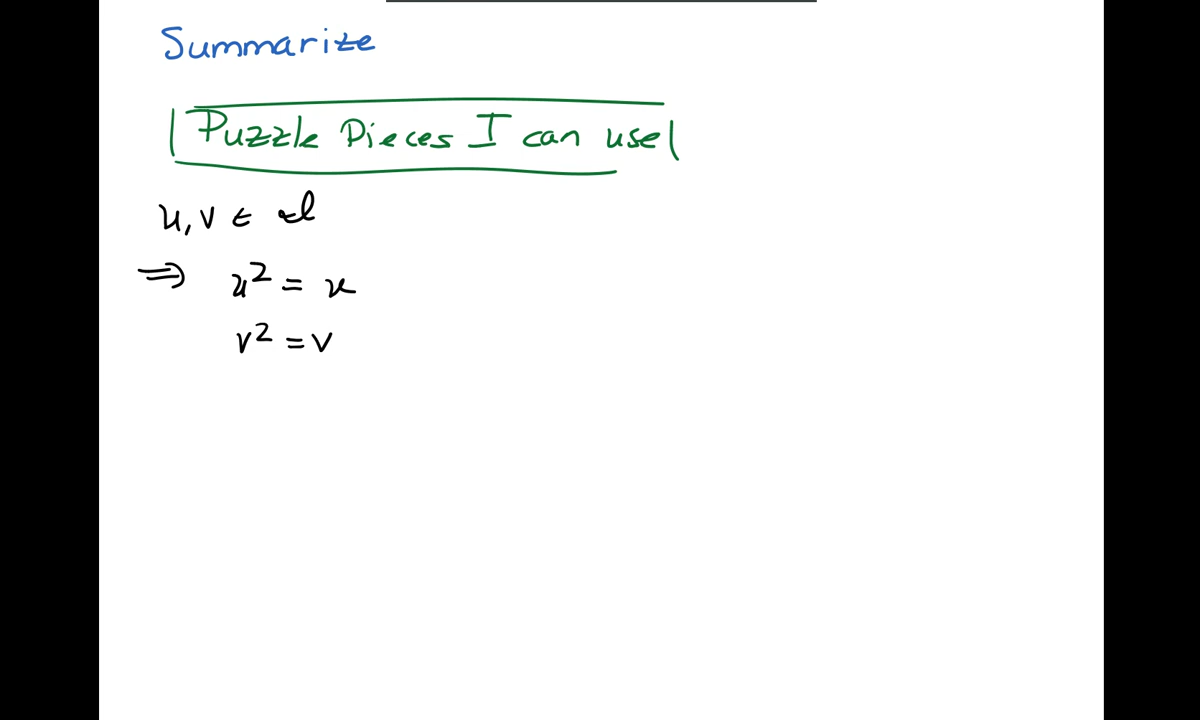 Summarize
Puzzle Pieces I can use
u, v ∈
⇒ u² = u
v² = v